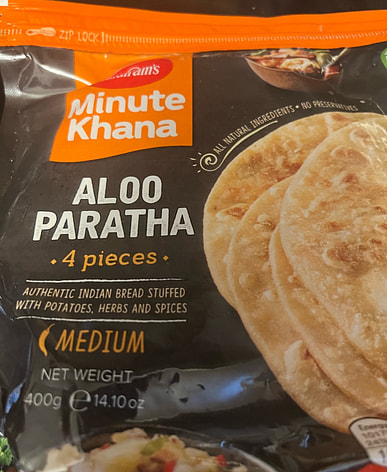 ZIP LOCK
Minute
Khana
ALL NATURAL INGREDIENTS • NO PRESERVATIVES
ALOO
PARATHA
• 4 pieces •
AUTHENTIC INDIAN BREAD STUFFED
WITH POTATOES, HERBS AND SPICES
MEDIUM
NET WEIGHT
400g ℮ 14.10 oz